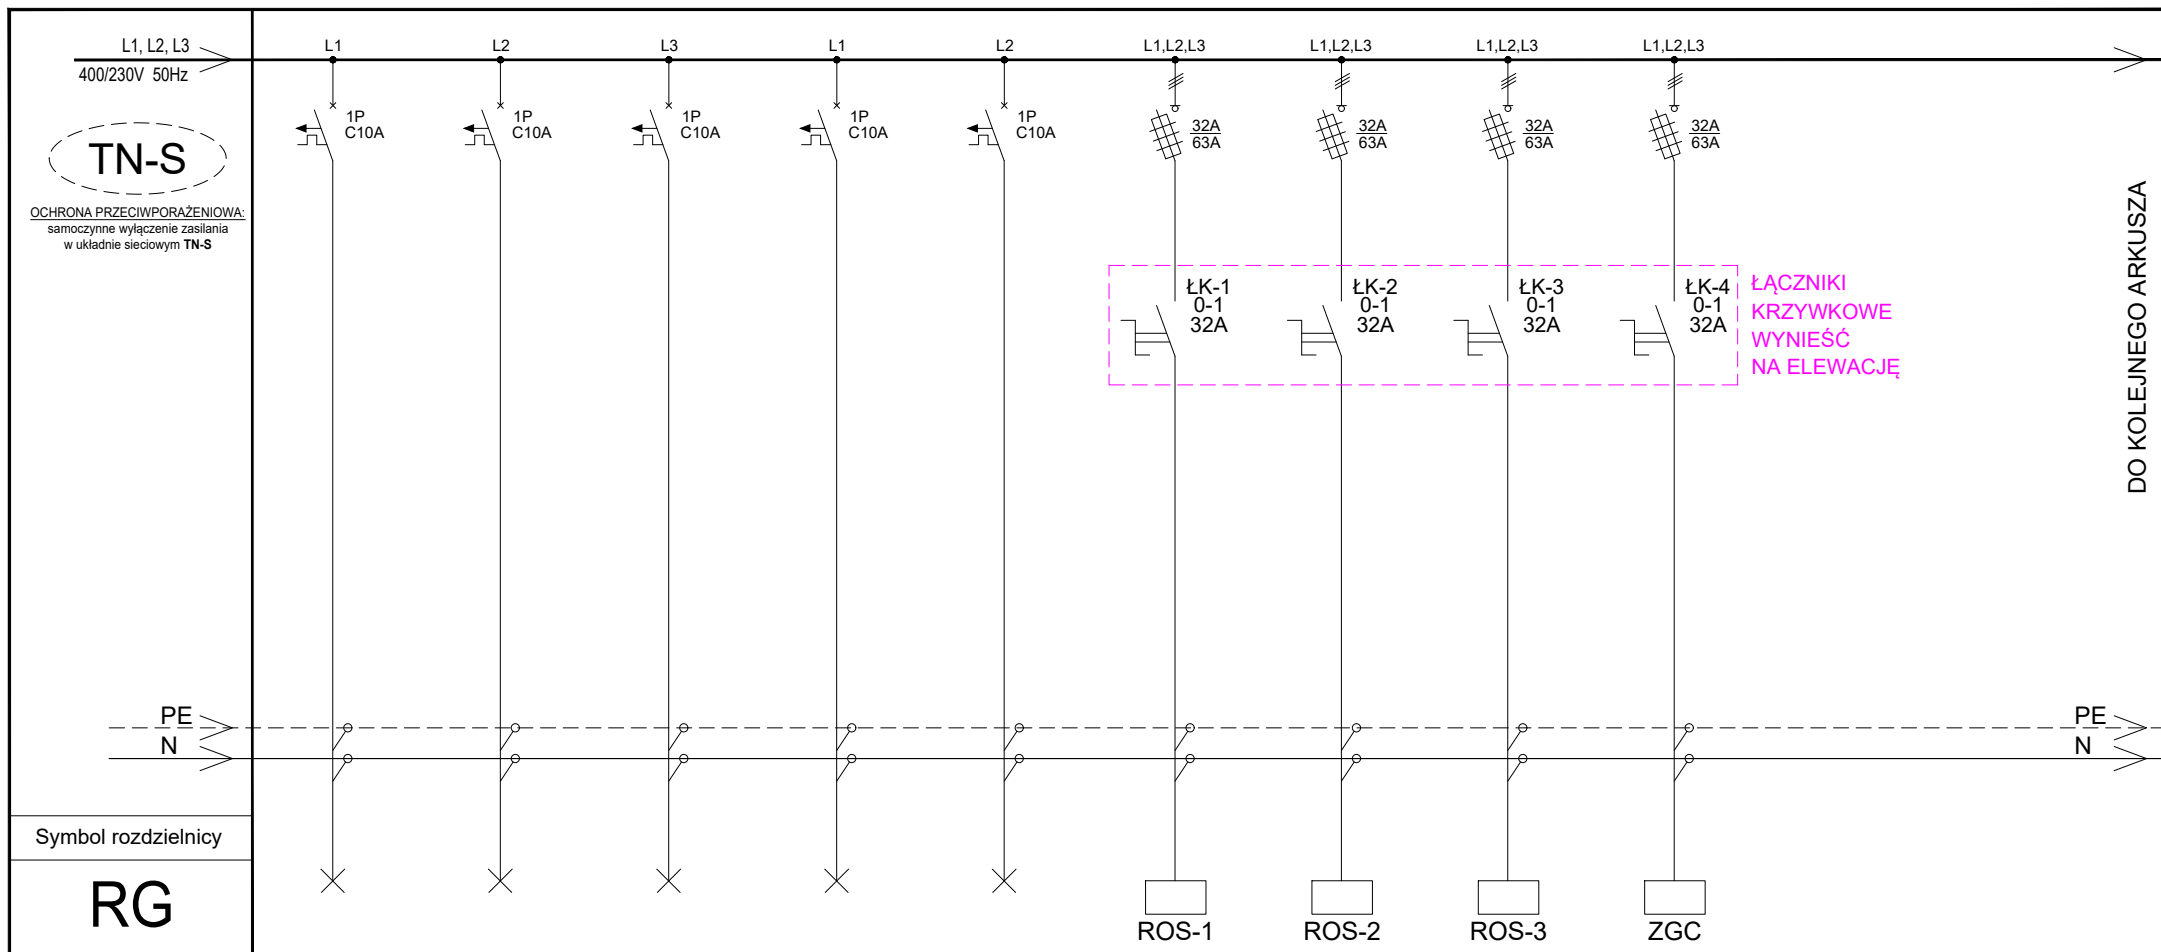 L1, L2, L3
400/230V 50Hz
L1
L2
L3
L1
L2
L1,L2,L3
L1,L2,L3
L1,L2,L3
L1,L2,L3
1P
C10A
1P
C10A
1P
C10A
1P
C10A
1P
C10A
32A
63A
32A
63A
32A
63A
32A
63A
TN-S
OCHRONA PRZECIWPORAŻENIOWA:
samoczynne wyłączenie zasilania
w układzie sieciowym TN-S
ŁK-1
0-1
32A
ŁK-2
0-1
32A
ŁK-3
0-1
32A
ŁK-4
0-1
32A
ŁĄCZNIKI
KRZYWKOWE
WYNIEŚĆ
NA ELEWACJĘ
DO KOLEJNEGO ARKUSZA
PE
N
PE
N
Symbol rozdzielnicy
RG
ROS-1
ROS-2
ROS-3
ZGC